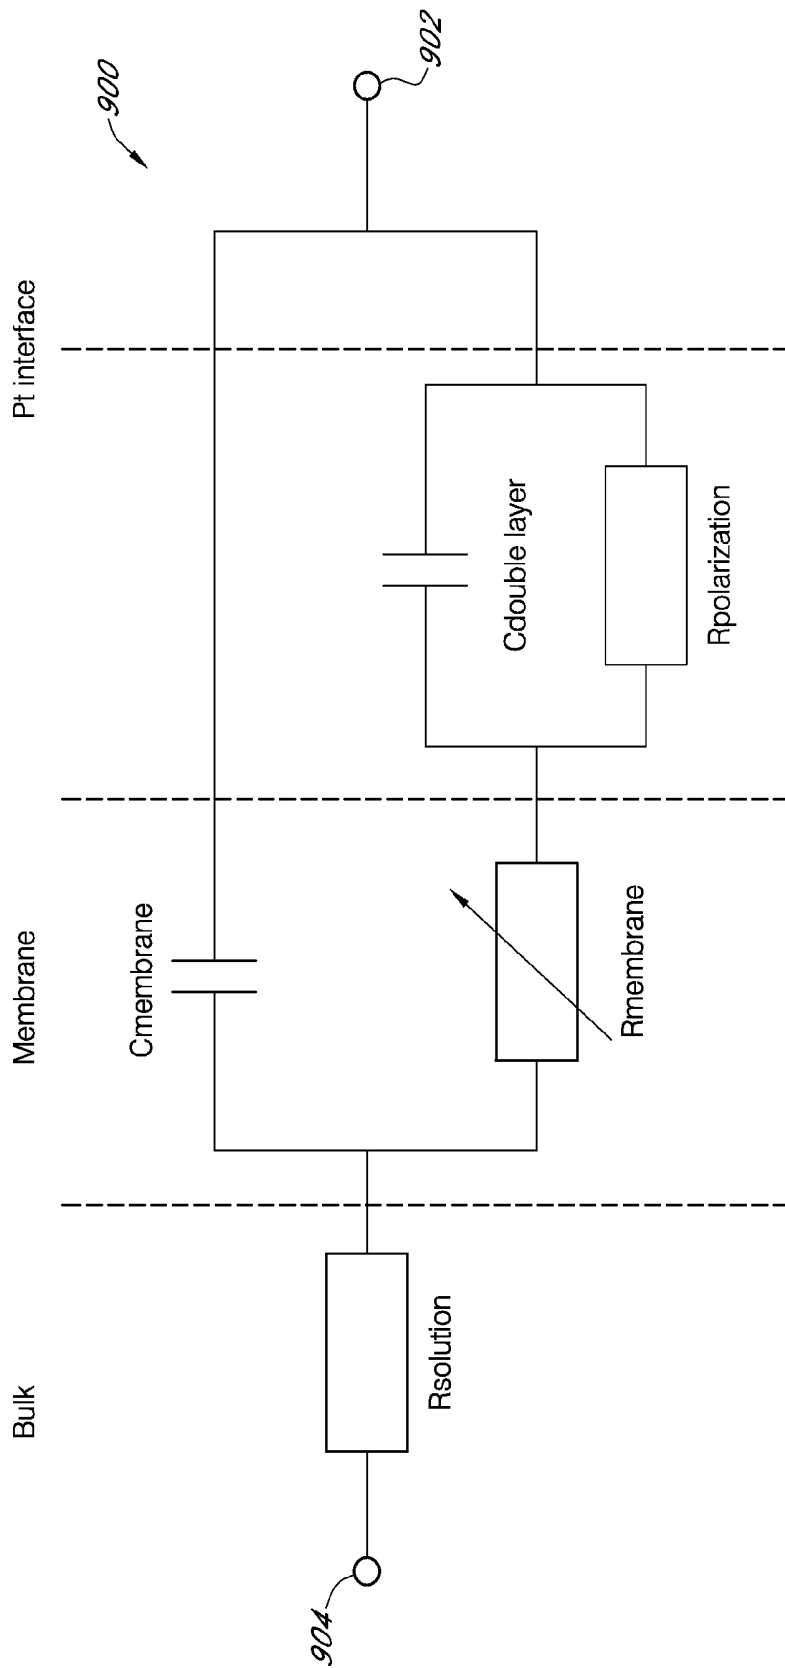 Bulk
Membrane
Pt interface
900
Cmembrane
904
902
Rsolution
Rmembrane
Cdouble layer
Rpolarization